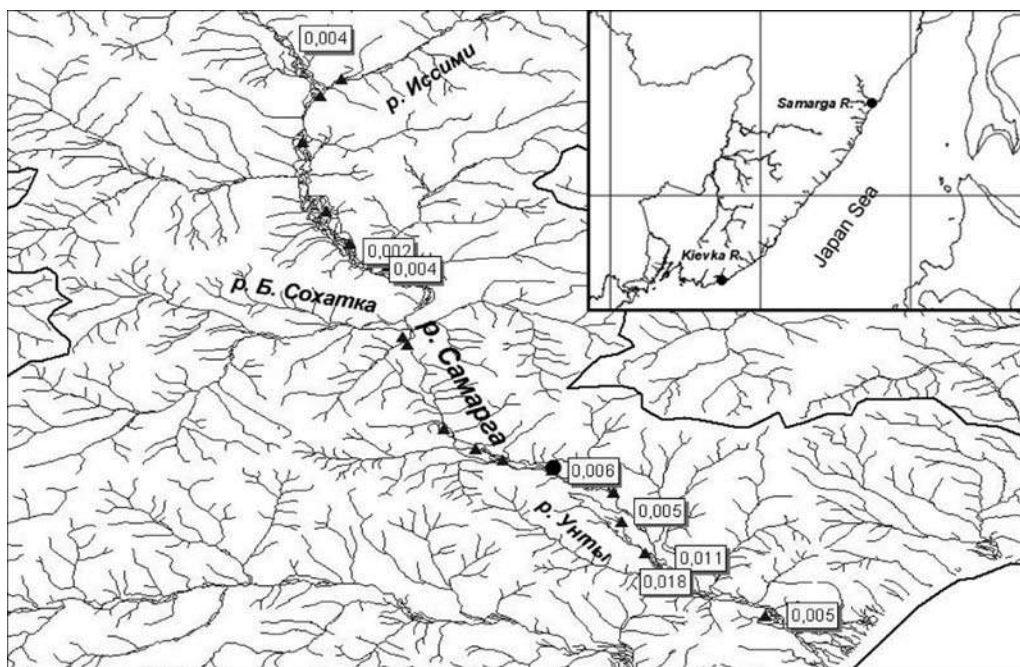 0,004
р. Иссими
Samarga R.
Japan Sea
Kievka R.
0,002
0,004
р. Б. Сохатка
р. Самарга
0,006
р. Унты
0,005
0,011
0,018
0,005